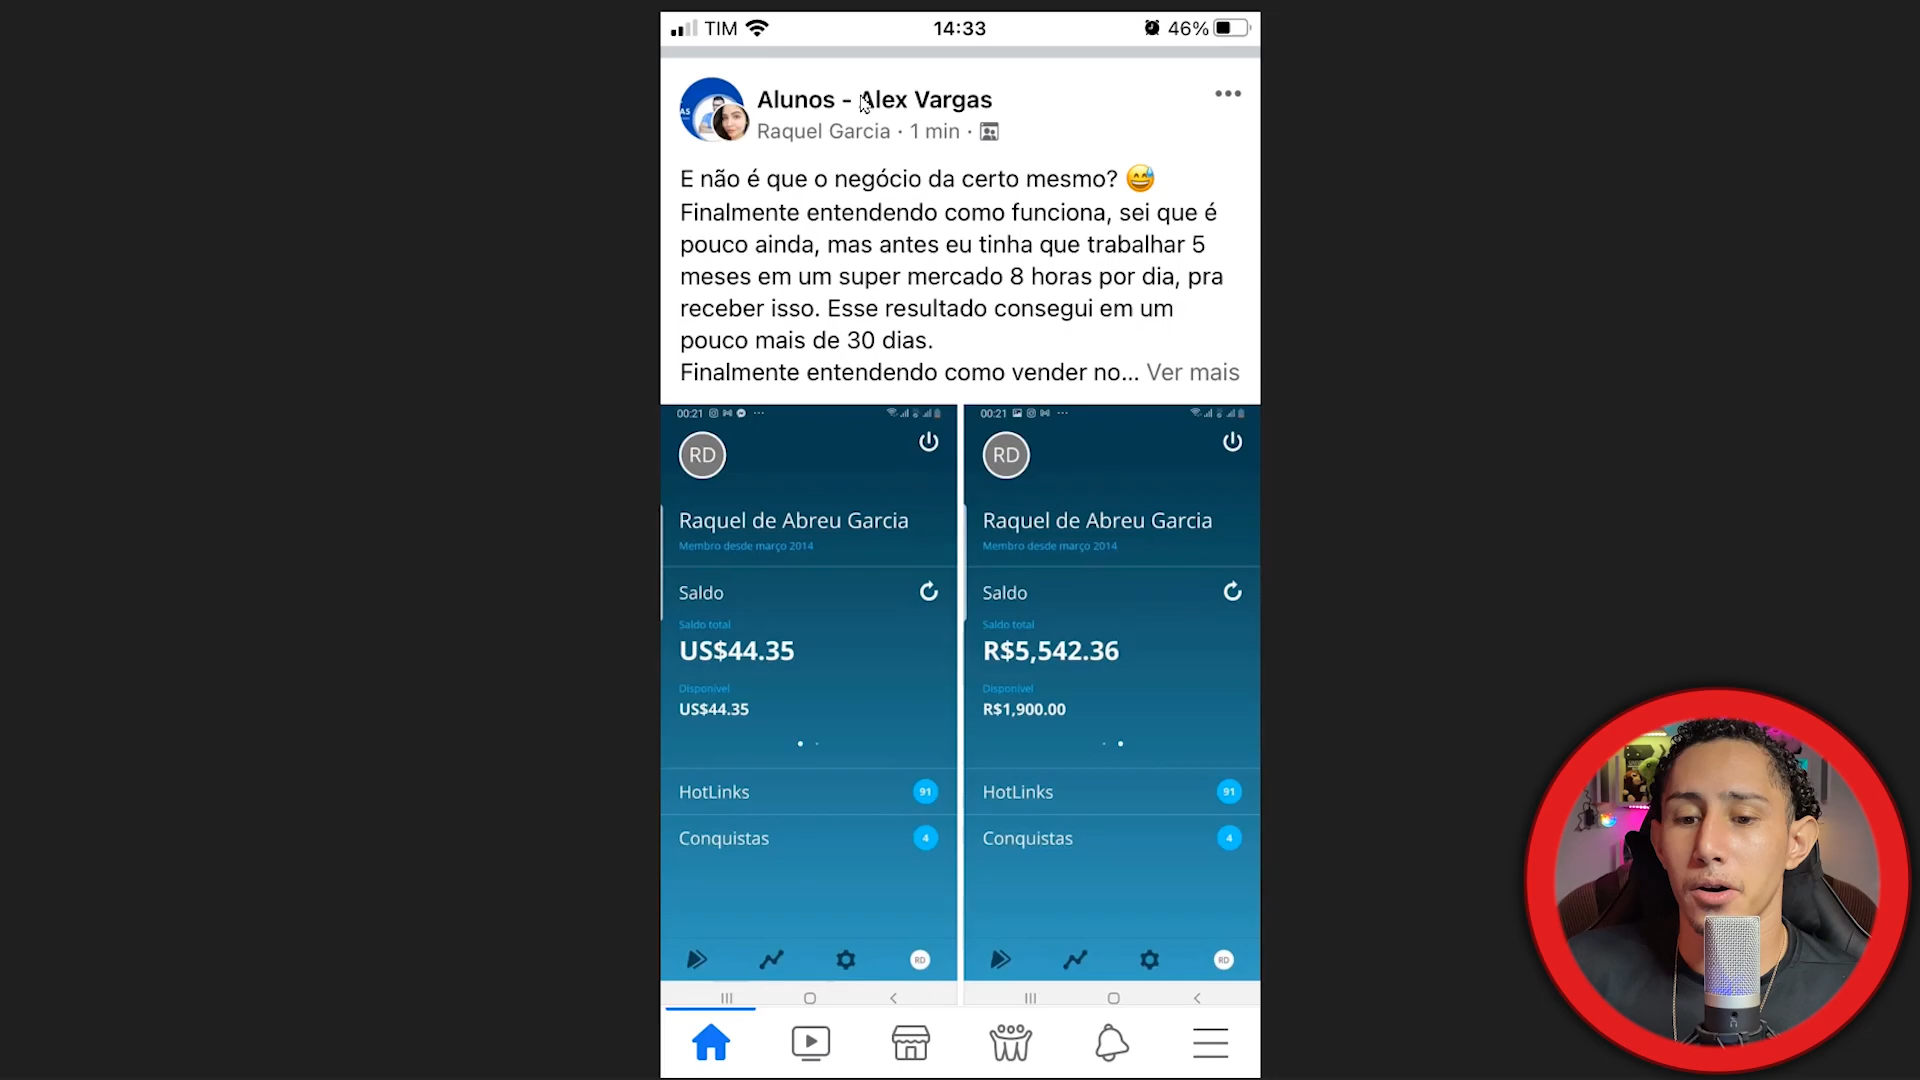 TIM
14:33
46%
AS
Alunos - Alex Vargas
Raquel Garcia · 1 min ·
E não é que o negócio da certo mesmo? 😅
Finalmente entendendo como funciona, sei que é
pouco ainda, mas antes eu tinha que trabalhar 5
meses em um super mercado 8 horas por dia, pra
receber isso. Esse resultado consegui em um
pouco mais de 30 dias.
Finalmente entendendo como vender no... Ver mais
00:21
RD
Raquel de Abreu Garcia
Membro desde março 2014
Saldo
Saldo total
US$44.35
Disponível
US$44.35
HotLinks 91
Conquistas 4
RD
00:21
RD
Raquel de Abreu Garcia
Membro desde março 2014
Saldo
Saldo total
R$5,542.36
Disponível
R$1,900.00
HotLinks 91
Conquistas 4
RD